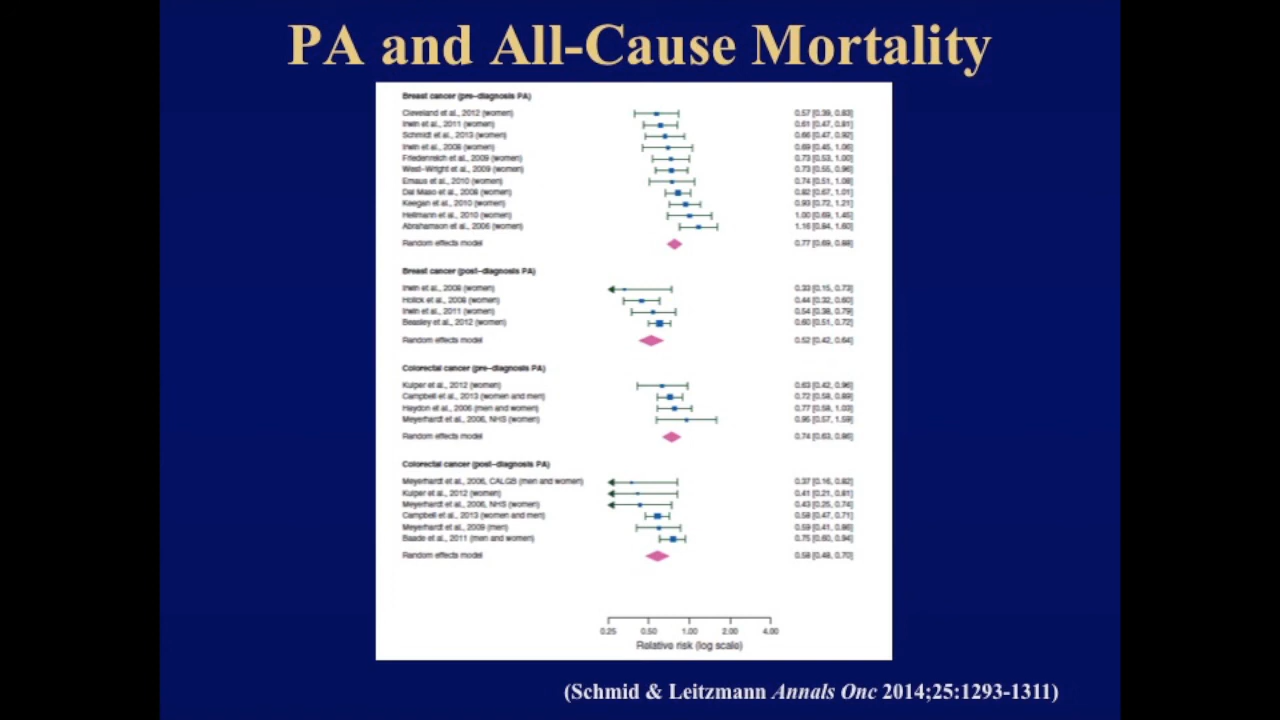 PA and All-Cause Mortality
Breast cancer (pre–diagnosis PA)
Cleveland et al., 2012 (women) 0.57 [0.39, 0.83]
Irwin et al., 2011 (women) 0.61 [0.47, 0.81]
Schmidt et al., 2013 (women) 0.66 [0.47, 0.92]
Irwin et al., 2008 (women) 0.69 [0.45, 1.06]
Friedenreich et al., 2009 (women) 0.73 [0.53, 1.00]
West–Wright et al., 2009 (women) 0.73 [0.55, 0.96]
Emaus et al., 2010 (women) 0.74 [0.51, 1.08]
Dal Maso et al., 2008 (women) 0.82 [0.67, 1.01]
Keegan et al., 2010 (women) 0.93 [0.72, 1.21]
Hellmann et al., 2010 (women) 1.00 [0.69, 1.45]
Abrahamson et al., 2006 (women) 1.16 [0.84, 1.60]
Random effects model 0.77 [0.69, 0.88]
Breast cancer (post–diagnosis PA)
Irwin et al., 2008 (women) 0.33 [0.15, 0.73]
Holick et al., 2008 (women) 0.44 [0.32, 0.60]
Irwin et al., 2011 (women) 0.54 [0.38, 0.79]
Beasley et al., 2012 (women) 0.60 [0.51, 0.72]
Random effects model 0.52 [0.42, 0.64]
Colorectal cancer (pre–diagnosis PA)
Kuiper et al., 2012 (women) 0.63 [0.42, 0.96]
Campbell et al., 2013 (women and men) 0.72 [0.58, 0.89]
Haydon et al., 2006 (men and women) 0.77 [0.58, 1.03]
Meyerhardt et al., 2006, NHS (women) 0.95 [0.57, 1.59]
Random effects model 0.74 [0.63, 0.86]
Colorectal cancer (post–diagnosis PA)
Meyerhardt et al., 2006, CALGB (men and women) 0.37 [0.16, 0.82]
Kuiper et al., 2012 (women) 0.41 [0.21, 0.81]
Meyerhardt et al., 2006, NHS (women) 0.43 [0.25, 0.74]
Campbell et al., 2013 (women and men) 0.58 [0.47, 0.71]
Meyerhardt et al., 2009 (men) 0.59 [0.41, 0.86]
Baade et al., 2011 (men and women) 0.75 [0.60, 0.94]
Random effects model 0.58 [0.48, 0.70]
0.25 0.50 1.00 2.00 4.00
Relative risk (log scale)
(Schmid & Leitzmann Annals Onc 2014;25:1293-1311)